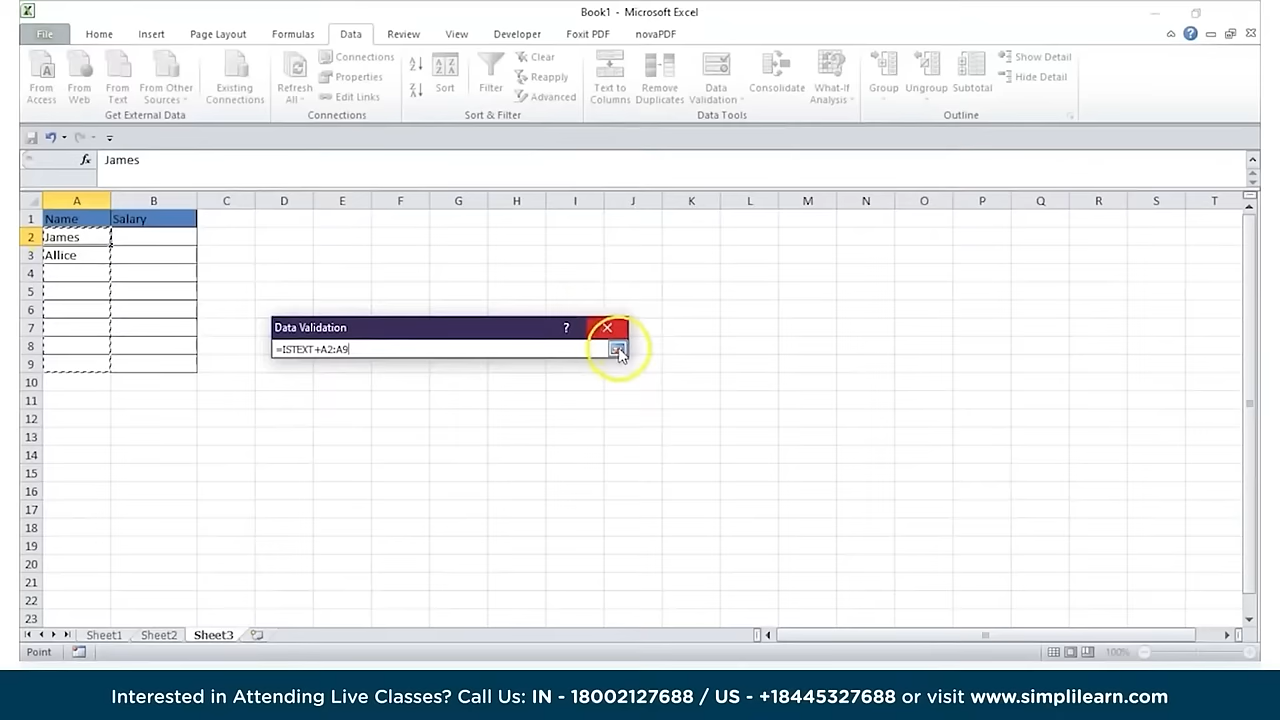 Book1 - Microsoft Excel
File Home Insert Page Layout Formulas Data Review View Developer Foxit PDF novaPDF
From Access
From Web
From Text
From Other Sources
Existing Connections
Get External Data
Refresh All
Connections
Properties
Edit Links
Connections
Sort
Filter
Clear
Reapply
Advanced
Sort & Filter
Text to Columns
Remove Duplicates
Data Validation
Consolidate
What-If Analysis
Data Tools
Group
Ungroup
Subtotal
Show Detail
Hide Detail
Outline
fx James
A B C D E F G H I J K L M N O P Q R S T
1 Name Salary
2 James
3 Allice
4
5
6
7
8
9
10
11
12
13
14
15
16
17
18
19
20
21
22
23
Data Validation ?
=ISTEXT+A2:A9
Sheet1 Sheet2 Sheet3
Point 100%
Interested in Attending Live Classes? Call Us: IN - 18002127688 / US - +18445327688 or visit www.simplilearn.com